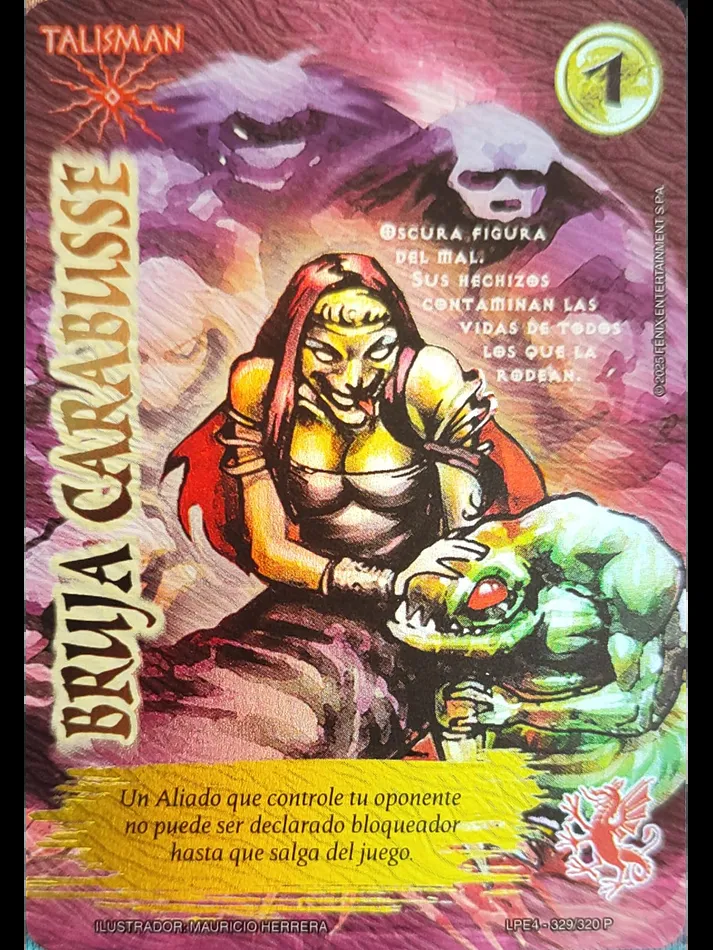 TALISMAN
1
BRUJA CARABUSSE
OSCURA FIGURA
DEL MAL.
SUS HECHIZOS
CONTAMINAN LAS
VIDAS DE TODOS
LOS QUE LA
RODEAN.
© 2025 FENIX ENTERTAINMENT S.P.A.
Un Aliado que controle tu oponente
no puede ser declarado bloqueador
hasta que salga del juego.
ILUSTRADOR: MAURICIO HERRERA
LPE4 - 329/320 P